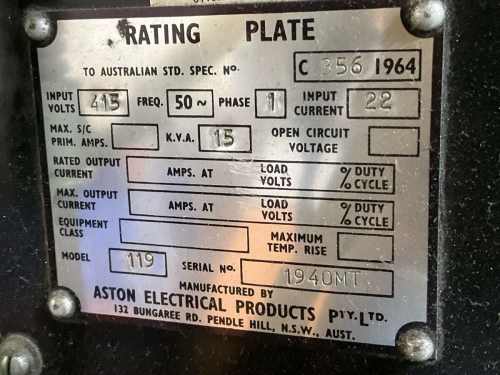 RATING PLATE
TO AUSTRALIAN STD. SPEC. No. C 356 1964
INPUT VOLTS 415 FREQ. 50~ PHASE 1 INPUT CURRENT 22
MAX. S/C PRIM. AMPS. K.V.A. 15 OPEN CIRCUIT VOLTAGE
RATED OUTPUT CURRENT AMPS. AT LOAD VOLTS % DUTY CYCLE
MAX. OUTPUT CURRENT AMPS. AT LOAD VOLTS % DUTY CYCLE
EQUIPMENT CLASS MAXIMUM TEMP. RISE
MODEL 119 SERIAL No. 1940MT
MANUFACTURED BY
ASTON ELECTRICAL PRODUCTS PTY. LTD.
132 BUNGAREE RD. PENDLE HILL, N.S.W., AUST.